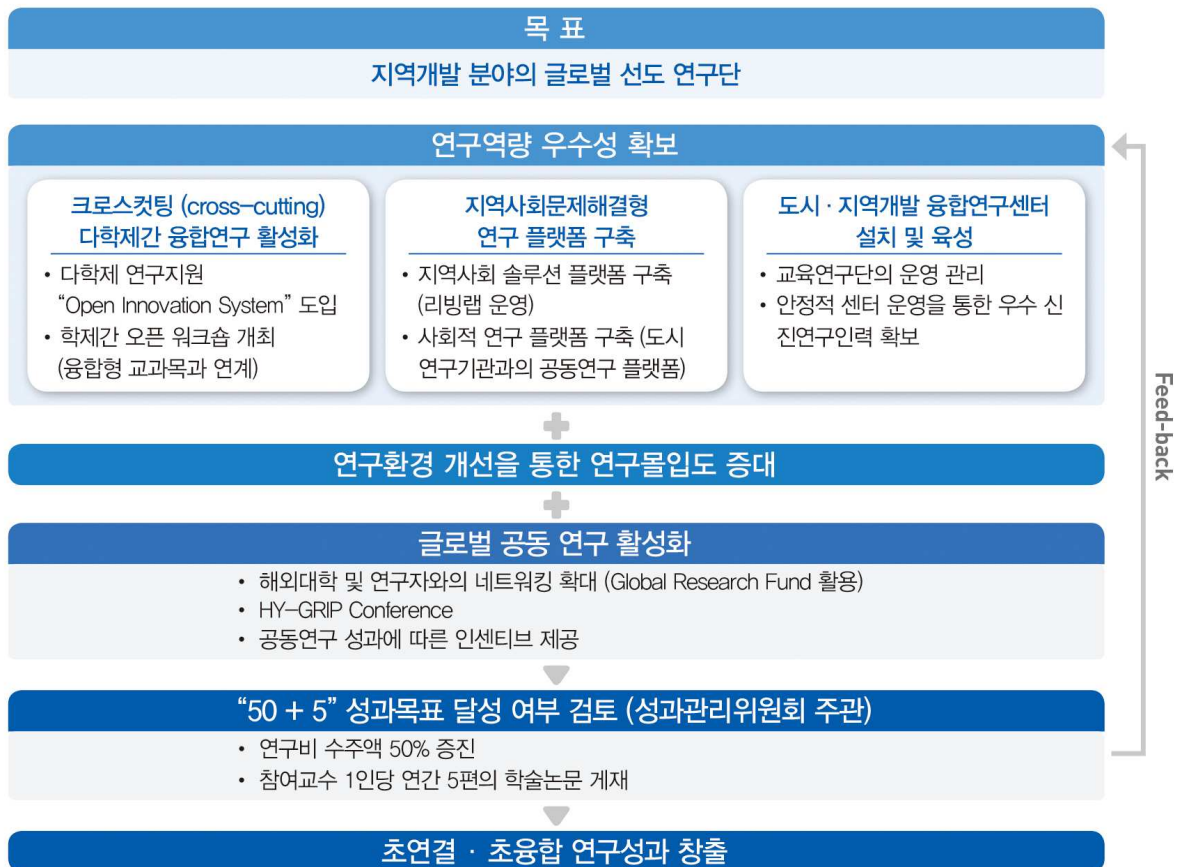 목 표
지역개발 분야의 글로벌 선도 연구단
연구역량 우수성 확보
크로스컷팅 (cross-cutting)
다학제간 융합연구 활성화
• 다학제 연구지원
“Open Innovation System” 도입
• 학제간 오픈 워크숍 개최
(융합형 교과목과 연계)
지역사회문제해결형
연구 플랫폼 구축
• 지역사회 솔루션 플랫폼 구축
(리빙랩 운영)
• 사회적 연구 플랫폼 구축 (도시
연구기관과의 공동연구 플랫폼)
도시 · 지역개발 융합연구센터
설치 및 육성
• 교육연구단의 운영 관리
• 안정적 센터 운영을 통한 우수 신
진연구인력 확보
Feed-back
연구환경 개선을 통한 연구몰입도 증대
글로벌 공동 연구 활성화
• 해외대학 및 연구자와의 네트워킹 확대 (Global Research Fund 활용)
• HY-GRIP Conference
• 공동연구 성과에 따른 인센티브 제공
“50 + 5” 성과목표 달성 여부 검토 (성과관리위원회 주관)
• 연구비 수주액 50% 증진
• 참여교수 1인당 연간 5편의 학술논문 게재
초연결 · 초융합 연구성과 창출